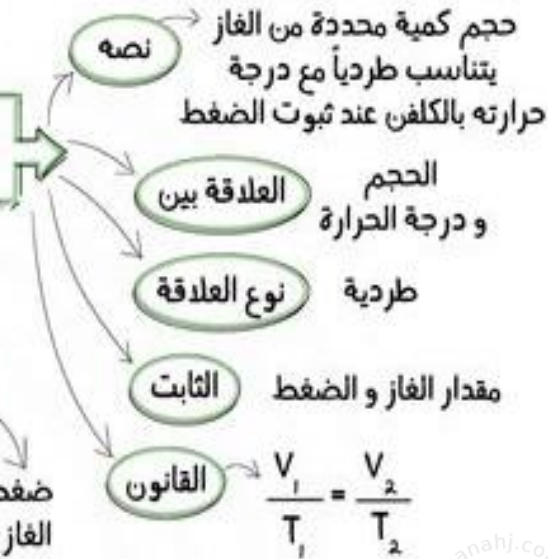 نصه
حجم كمية محددة من الغاز
يتناسب طردياً مع درجة
حرارته بالكلفن عند ثبوت الضغط
العلاقة بين
الحجم
و درجة الحرارة
نوع العلاقة
طردية
الثابت
مقدار الغاز و الضغط
القانون
V₁/T₁ = V₂/T₂
ضغط
الغاز